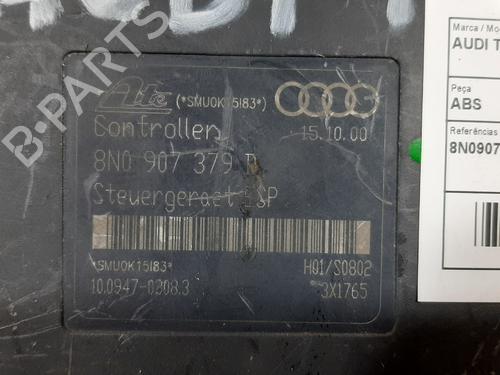 Ate (*SMU0K15I83*)
Controller 15.10.00
8N0 907 379 D
Steuergeraet ESP
*SMU0K15I83* H01/S0802
10.0947-0208.3 3X1765
B-PARTS
Marca / Mo
AUDI T
Peça
ABS
Referências
8N0907